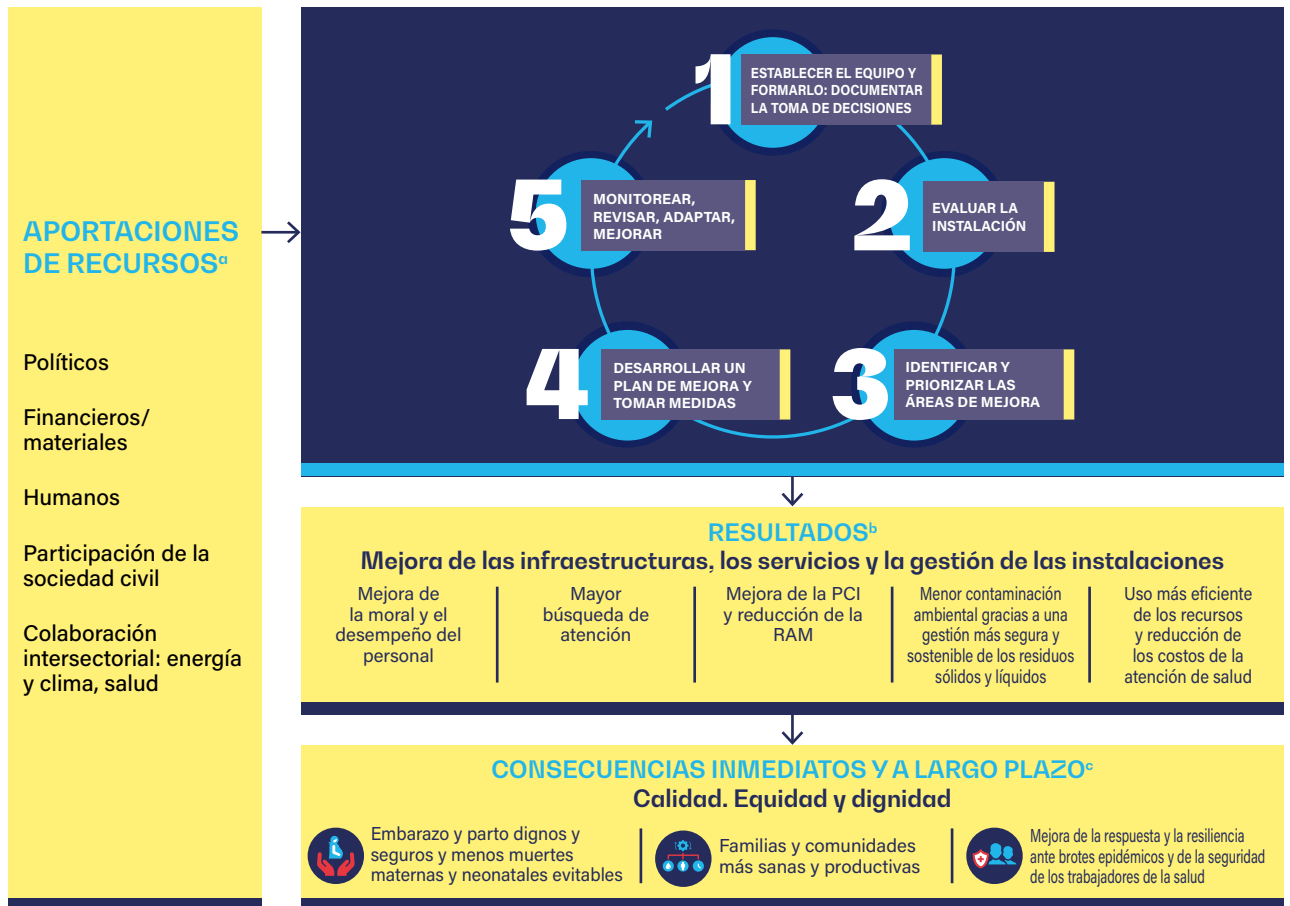 APORTACIONES
DE RECURSOSᵃ
Políticos
Financieros/
materiales
Humanos
Participación de la
sociedad civil
Colaboración
intersectorial: energía
y clima, salud
1
ESTABLECER EL EQUIPO Y
FORMARLO: DOCUMENTAR
LA TOMA DE DECISIONES
2
EVALUAR LA
INSTALACIÓN
3
IDENTIFICAR Y
PRIORIZAR LAS
ÁREAS DE MEJORA
4
DESARROLLAR UN
PLAN DE MEJORA Y
TOMAR MEDIDAS
5
MONITOREAR,
REVISAR, ADAPTAR,
MEJORAR
RESULTADOSᵇ
Mejora de las infraestructuras, los servicios y la gestión de las instalaciones
Mejora de
la moral y el
desempeño del
personal
Mayor
búsqueda de
atención
Mejora de la PCI
y reducción de la
RAM
Menor contaminación
ambiental gracias a una
gestión más segura y
sostenible de los residuos
sólidos y líquidos
Uso más eficiente
de los recursos
y reducción de
los costos de la
atención de salud
CONSECUENCIAS INMEDIATOS Y A LARGO PLAZOᶜ
Calidad. Equidad y dignidad
Embarazo y parto dignos y
seguros y menos muertes
maternas y neonatales evitables
Familias y comunidades
más sanas y productivas
Mejora de la respuesta y la resiliencia
ante brotes epidémicos y de la seguridad
de los trabajadores de la salud